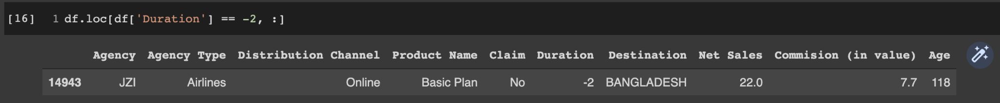 [16] 1 df.loc[df['Duration'] == -2, :]
Agency Agency Type Distribution Channel Product Name Claim Duration Destination Net Sales Commision (in value) Age
14943 JZI Airlines Online Basic Plan No -2 BANGLADESH 22.0 7.7 118